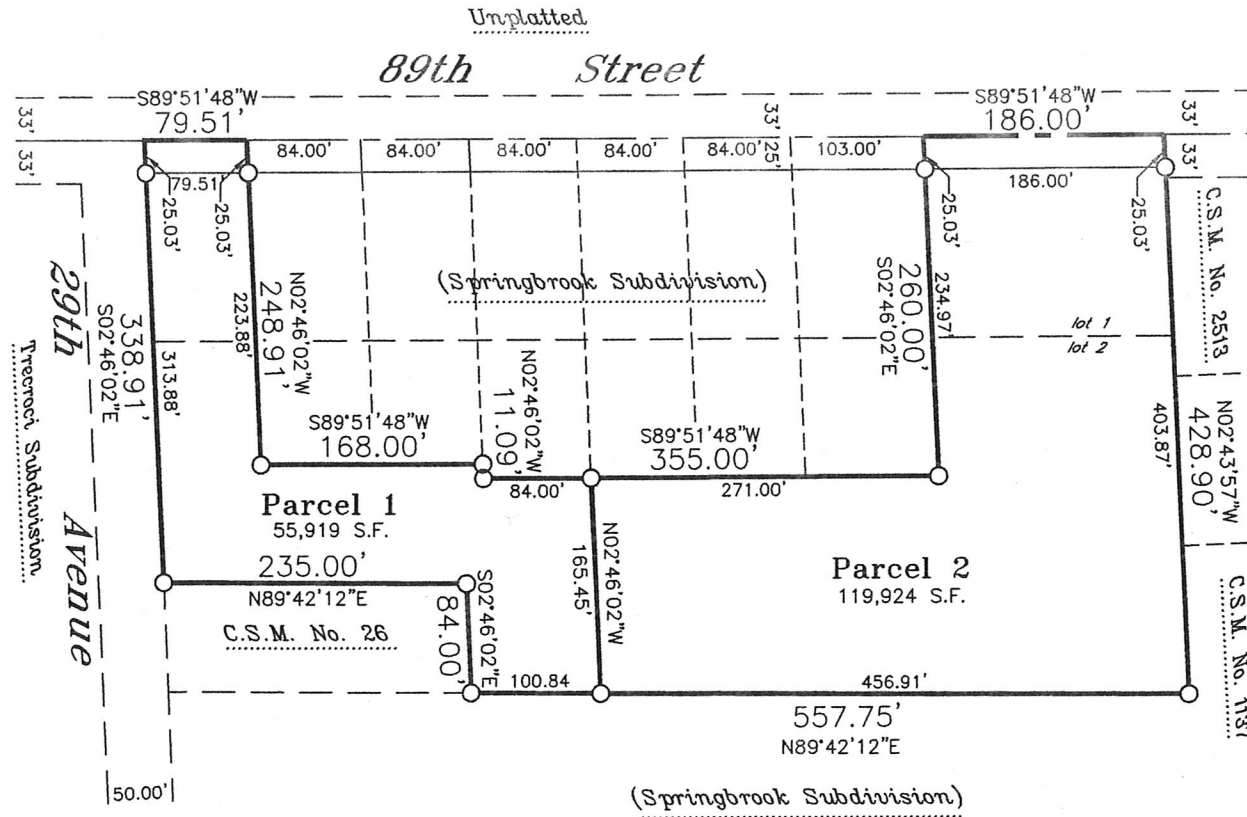 Unplatted
89th Street
S89°51'48"W
79.51'
S89°51'48"W
186.00'
33'
33'
33'
25'
33'
33'
84.00'
84.00'
84.00'
84.00'
84.00'
103.00'
79.51'
186.00'
25.03'
25.03'
25.03'
25.03'
C.S.M. No. 2513
29th Avenue
Trecroci Subdivision
338.91'
S02°46'02"E
313.88'
223.88'
N02°46'02"W
248.91'
(Springbrook Subdivision)
260.00'
S02°46'02"E
234.97'
lot 1
lot 2
N02°43'57"W
428.90'
403.87'
S89°51'48"W
168.00'
N02°46'02"W
11.09'
84.00'
S89°51'48"W
355.00'
271.00'
Parcel 1
55,919 S.F.
235.00'
N89°42'12"E
C.S.M. No. 26
S02°46'02"E
84.00'
N02°46'02"W
165.45'
Parcel 2
119,924 S.F.
C.S.M. No. 1137
100.84
456.91'
557.75'
N89°42'12"E
50.00'
(Springbrook Subdivision)